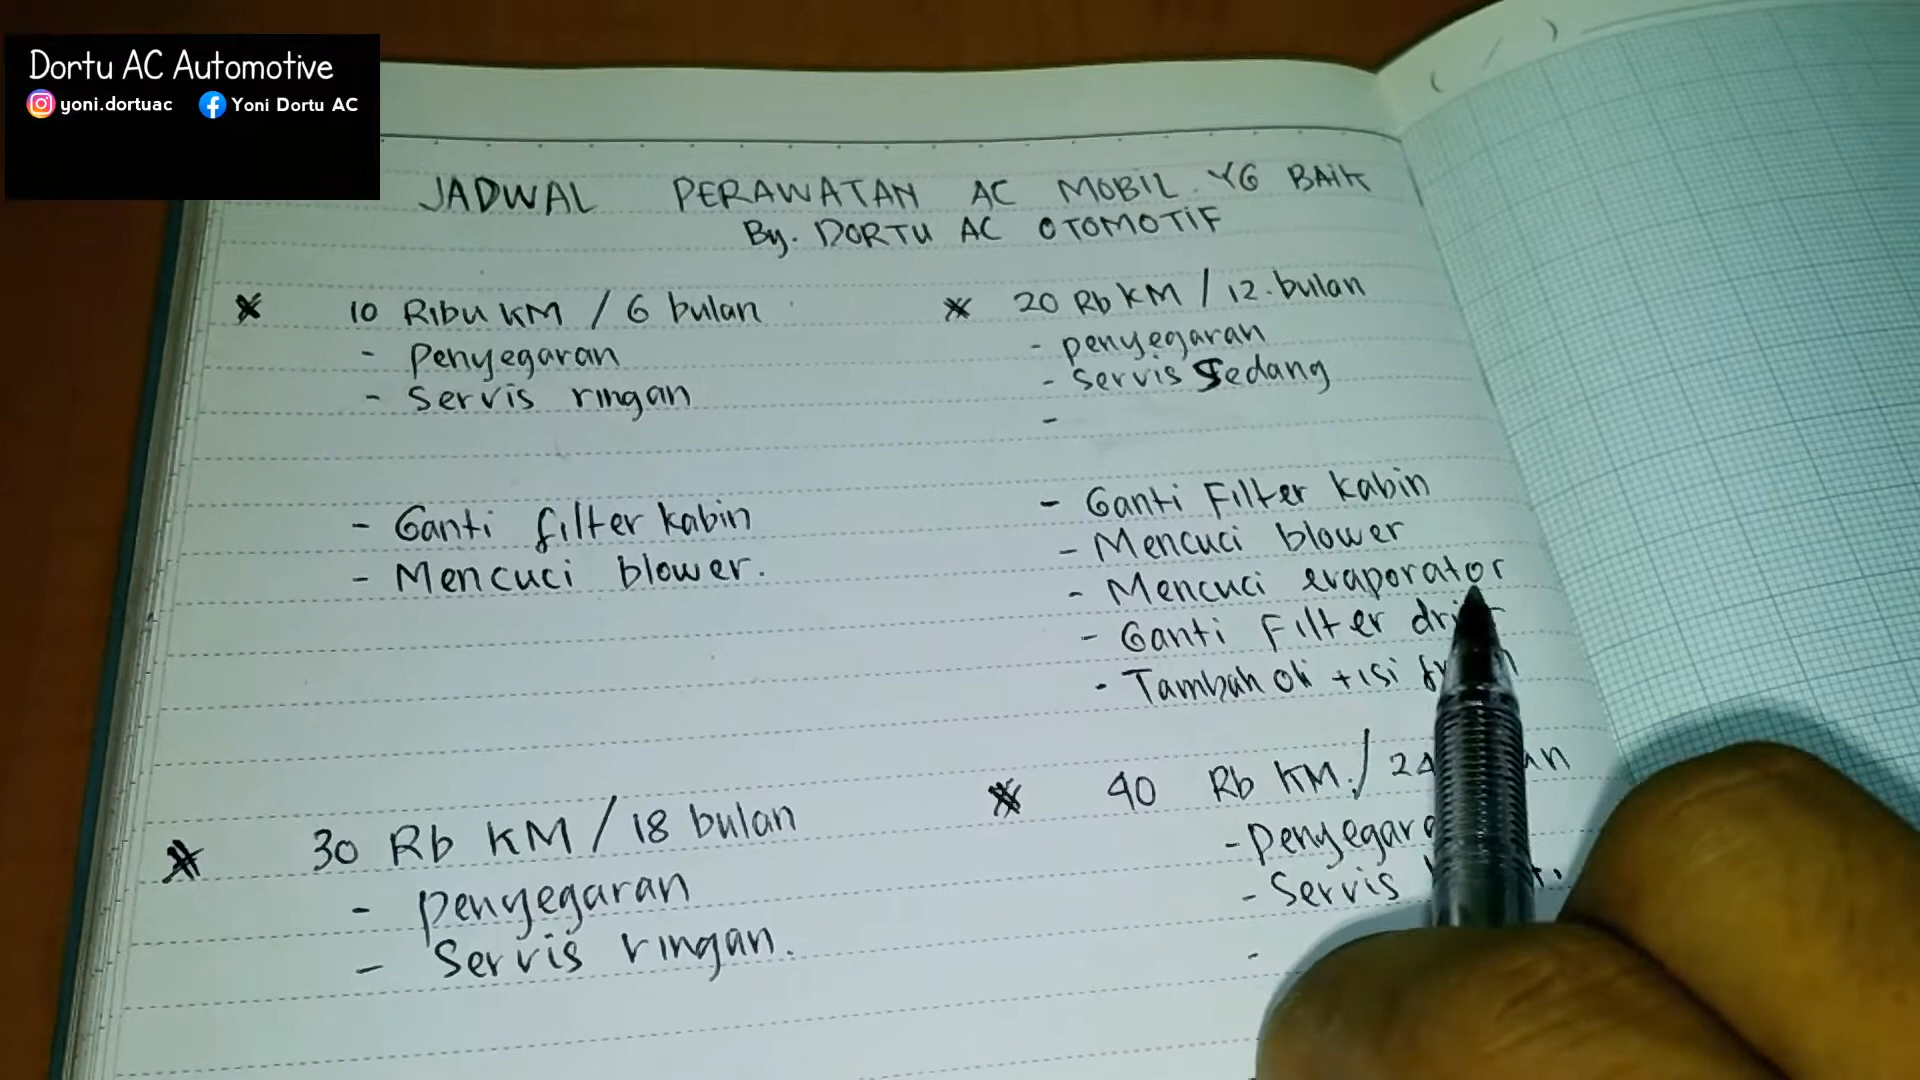 Dortu AC Automotive
yoni.dortuac Yoni Dortu AC
JADWAL PERAWATAN AC MOBIL YG BAIK
By. DORTU AC OTOMOTIF
* 10 Ribu KM / 6 bulan
- Penyegaran
- Servis ringan
- Ganti filter kabin
- Mencuci blower.
* 20 Rb KM / 12 bulan
- penyegaran
- Servis Sedang
-
- Ganti Filter kabin
- Mencuci blower
- Mencuci evaporator
- Ganti Filter
- Tambah oli + isi
* 30 Rb KM / 18 bulan
- penyegaran
- Servis ringan.
* 40 Rb KM. /
-
- Servis
-